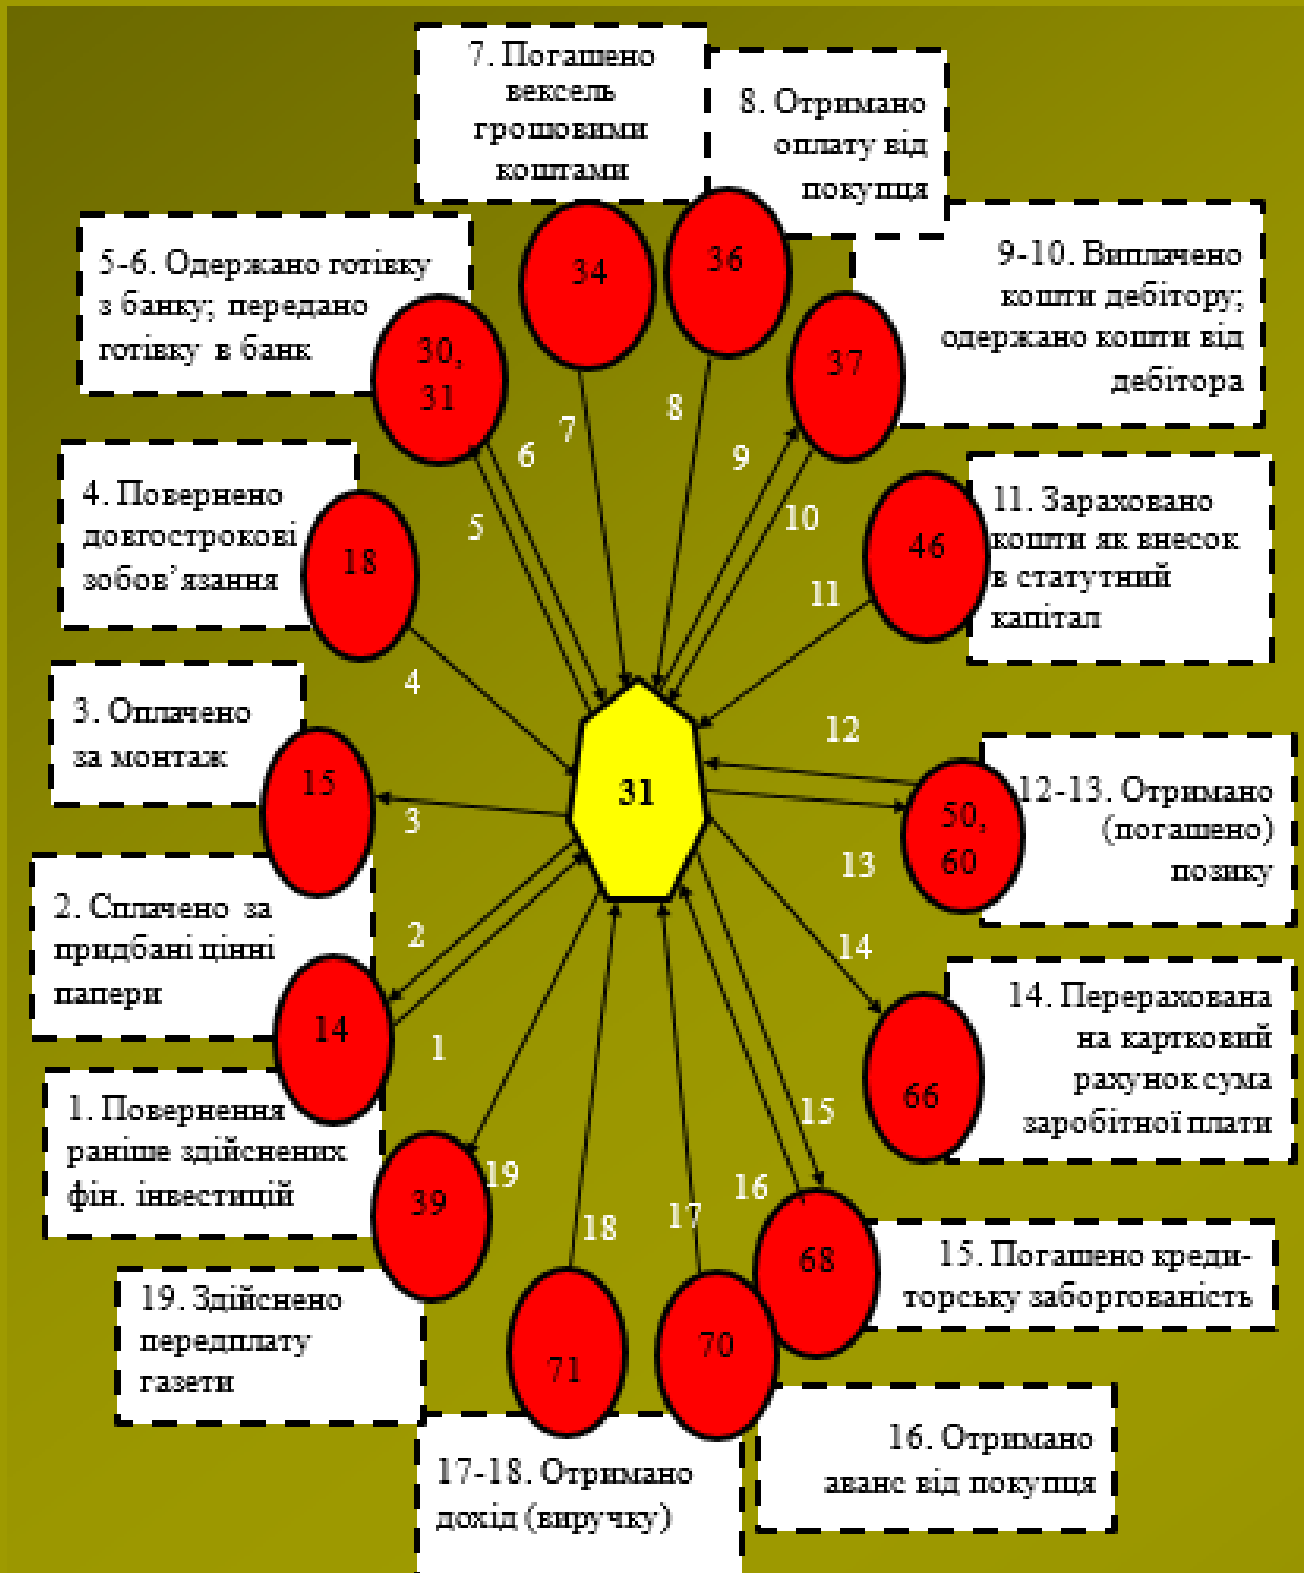 7. Погашено
вексель
грошовими
коштами
8. Отримано
оплату від
покупця
5-6. Одержано готівку
з банку; передано
готівку в банк
9-10. Виплачено
кошти дебітору;
одержано кошти від
дебітора
4. Повернено
довгострокові
зобов’язання
11. Зараховано
кошти як внесок
в статутний
капітал
3. Оплачено
за монтаж
12-13. Отримано
(погашено)
позику
2. Сплачено за
придбані цінні
папери
14. Перерахована
на картковий
рахунок сума
заробітної плати
1. Повернення
раніше здійснених
фін. інвестицій
15. Погашено креди-
торську заборгованість
19. Здійснено
передплату
газети
16. Отримано
аванс від покупця
17-18. Отримано
дохід (виручку)
34
36
30,
31
37
18
46
15
31
50,
60
14
66
39
68
71
70
7
8
6
9
5
10
11
4
12
3
13
2
14
1
15
16
19
18
17